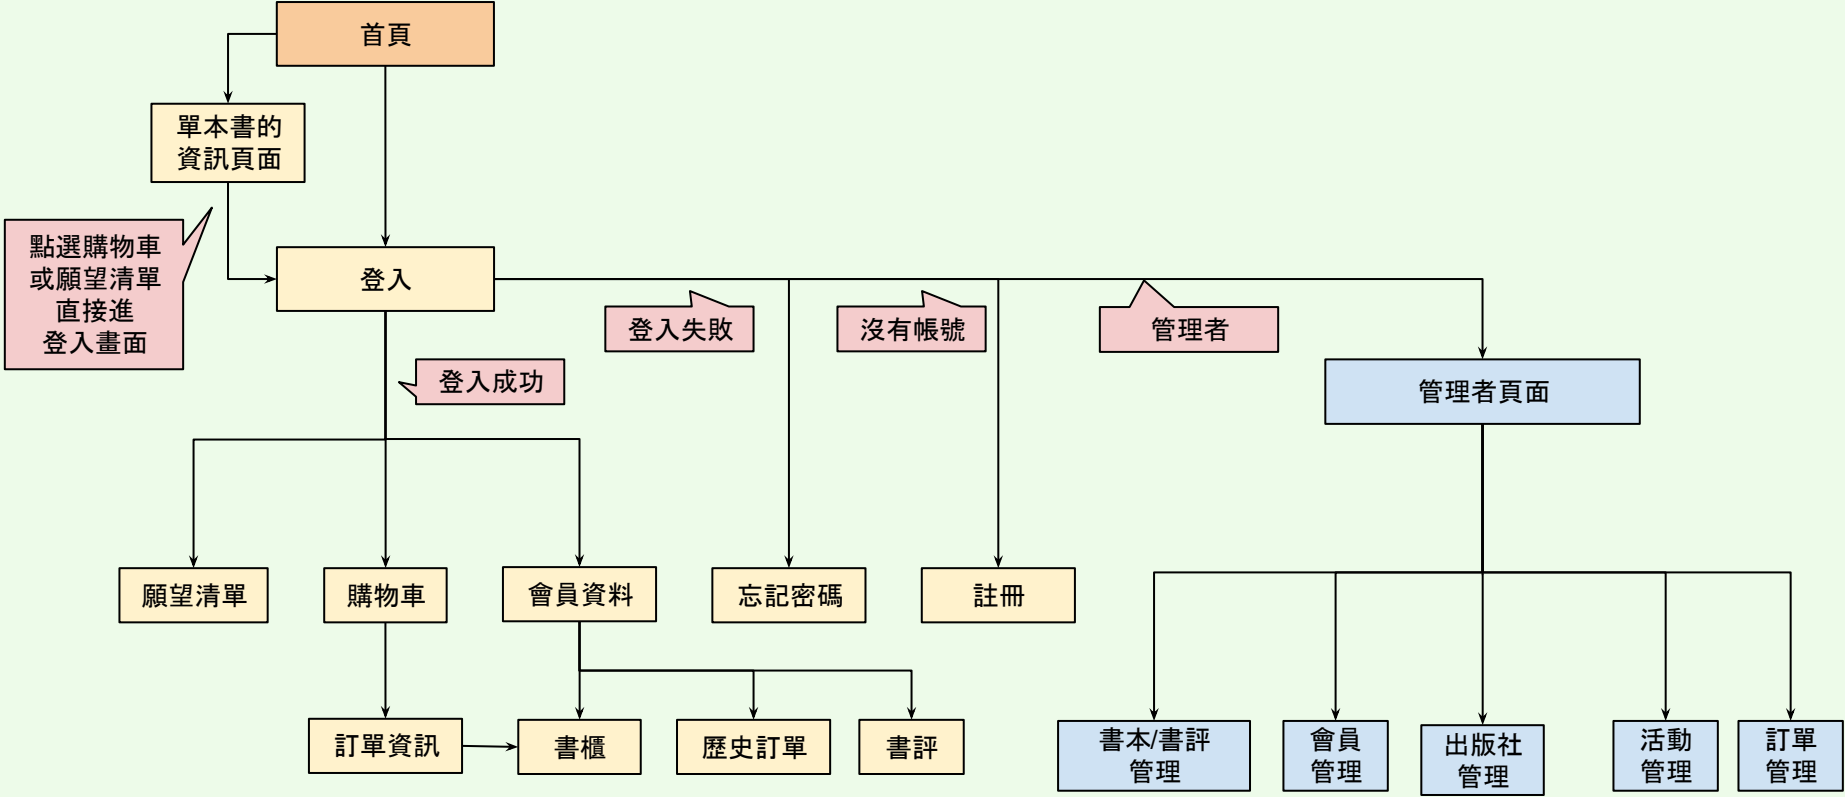 首頁
單本書的
資訊頁面
點選購物車
或願望清單
直接進
登入畫面
登入
登入失敗
沒有帳號
管理者
登入成功
管理者頁面
願望清單
購物車
會員資料
忘記密碼
註冊
訂單資訊
書櫃
歷史訂單
書評
書本/書評
管理
會員
管理
出版社
管理
活動
管理
訂單
管理